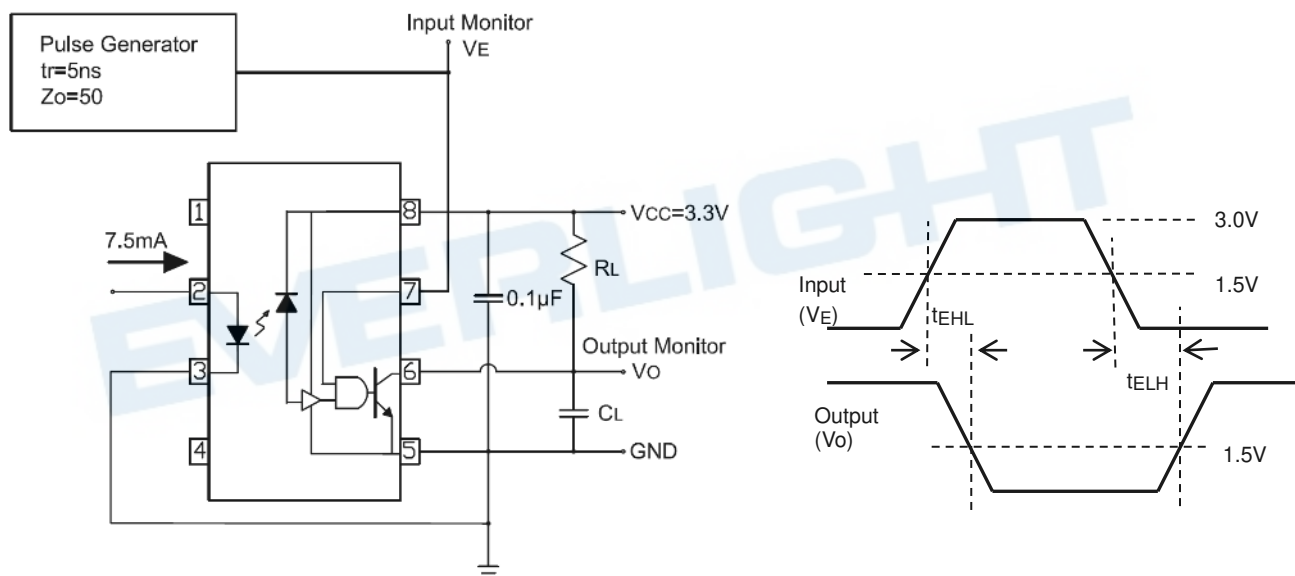 Pulse Generator
tr=5ns
Zo=50
Input Monitor
VE
EVERLIGHT
1
8
VCC=3.3V
7.5mA
RL
2
7
0.1µF
Output Monitor
3
6
VO
CL
4
5
GND
3.0V
Input
(VE)
1.5V
tEHL
tELH
Output
(Vo)
1.5V